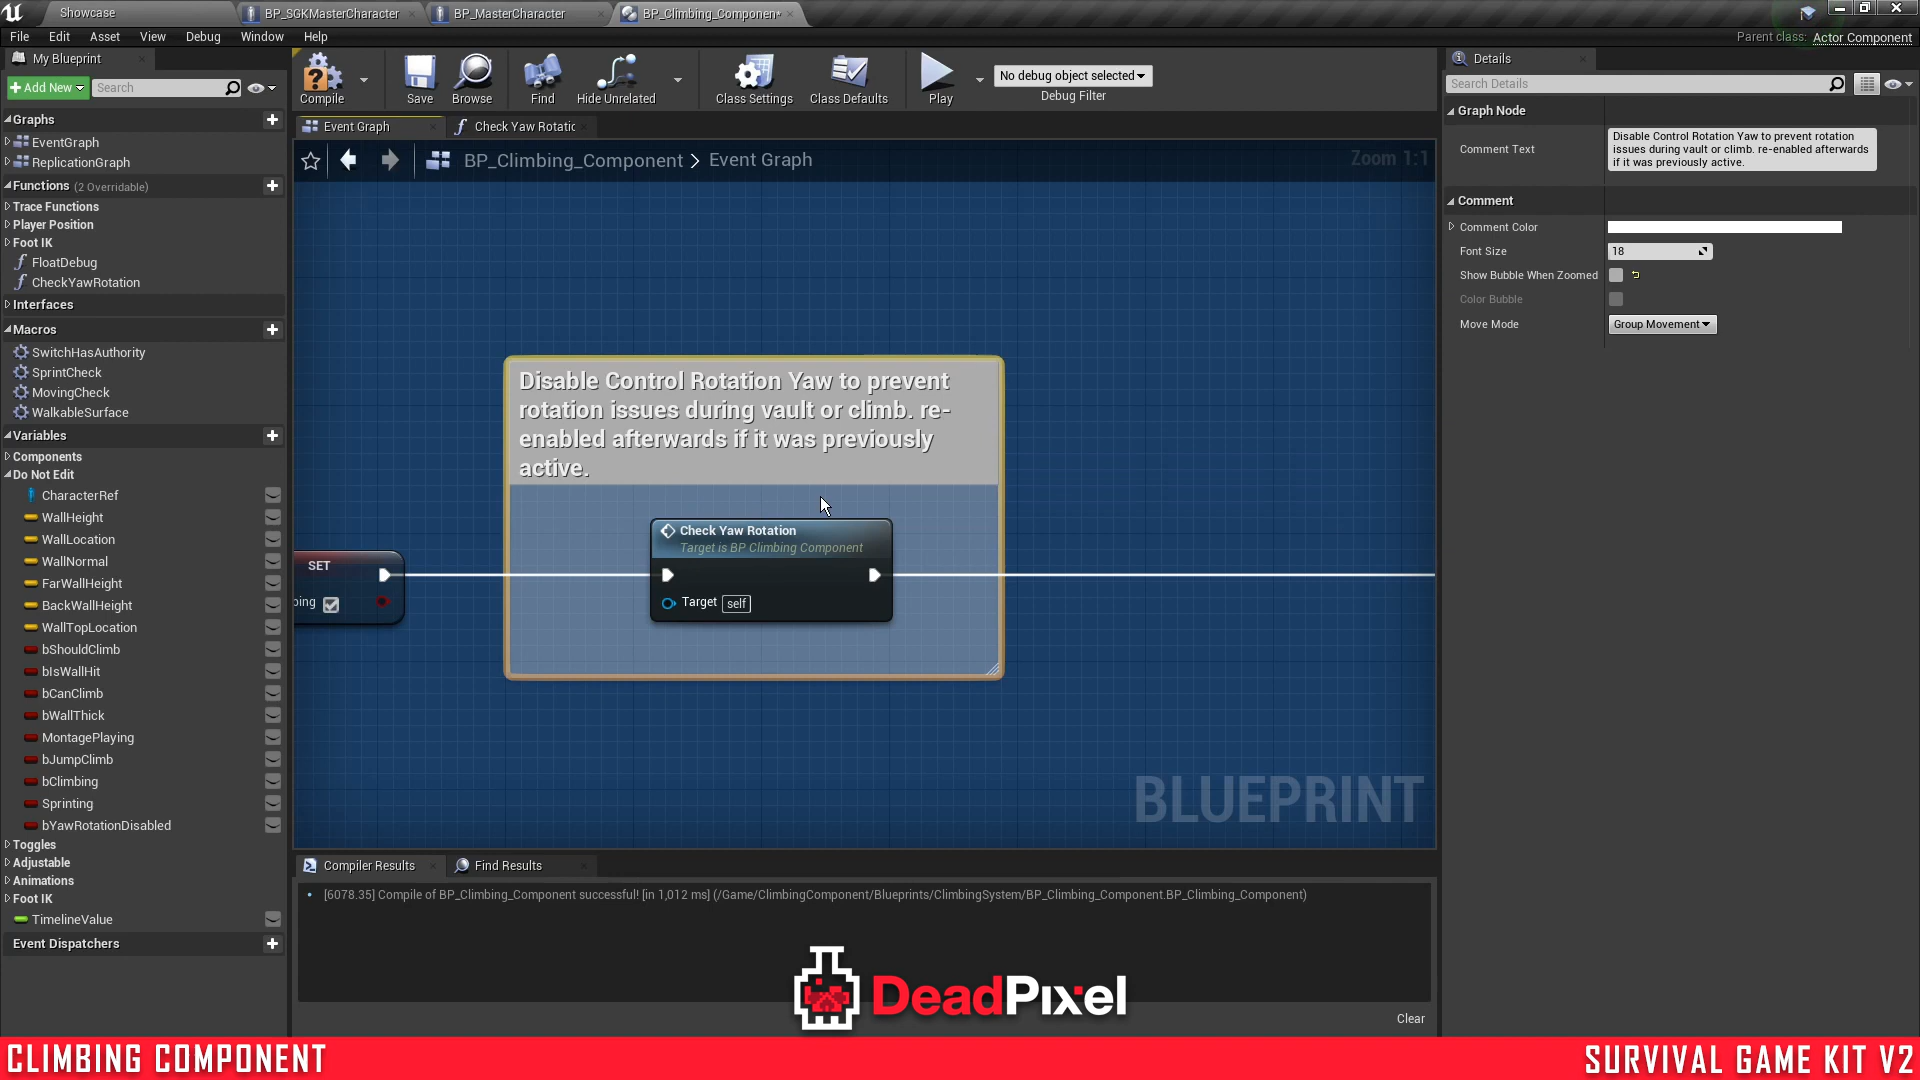 Showcase
BP_SGKMasterCharacter
BP_MasterCharacter
BP_Climbing_Componen*
File
Edit
Asset
View
Debug
Window
Help
Parent class: Actor Component
My Blueprint
Add New
Search
Graphs
EventGraph
ReplicationGraph
Functions (2 Overridable)
Trace Functions
Player Position
Foot IK
FloatDebug
CheckYawRotation
Interfaces
Macros
SwitchHasAuthority
SprintCheck
MovingCheck
WalkableSurface
Variables
Components
Do Not Edit
CharacterRef
WallHeight
WallLocation
WallNormal
FarWallHeight
BackWallHeight
WallTopLocation
bShouldClimb
bIsWallHit
bCanClimb
bWallThick
MontagePlaying
bJumpClimb
bClimbing
Sprinting
bYawRotationDisabled
Toggles
Adjustable
Animations
Foot IK
TimelineValue
Event Dispatchers
Compile
Save
Browse
Find
Hide Unrelated
Class Settings
Class Defaults
Play
No debug object selected
Debug Filter
Event Graph
Check Yaw Rotatic
BP_Climbing_Component > Event Graph
Zoom 1:1
Disable Control Rotation Yaw to prevent
rotation issues during vault or climb. re-
enabled afterwards if it was previously
active.
SET
bing
Check Yaw Rotation
Target is BP Climbing Component
Target self
BLUEPRINT
Compiler Results
Find Results
[6078.35] Compile of BP_Climbing_Component successful! [in 1,012 ms] (/Game/ClimbingComponent/Blueprints/ClimbingSystem/BP_Climbing_Component.BP_Climbing_Component)
Clear
Details
Search Details
Graph Node
Comment Text
Disable Control Rotation Yaw to prevent rotation
issues during vault or climb. re-enabled afterwards
if it was previously active.
Comment
Comment Color
Font Size
18
Show Bubble When Zoomed
Color Bubble
Move Mode
Group Movement
DeadPixel
CLIMBING COMPONENT
SURVIVAL GAME KIT V2